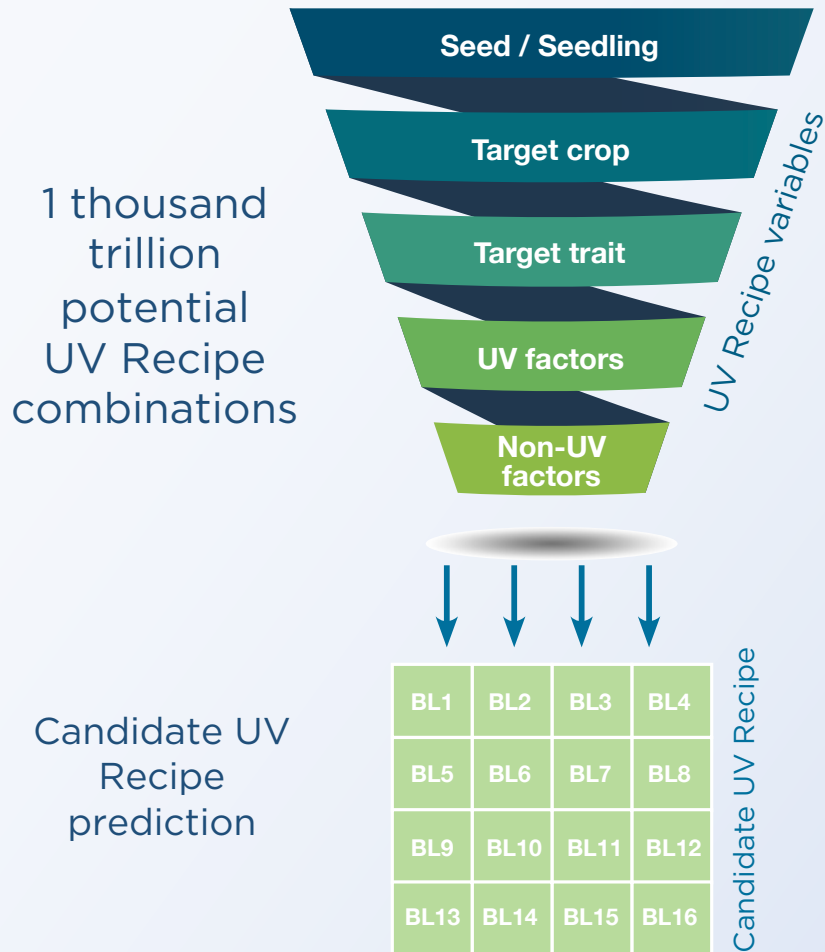 Seed / Seedling
Target crop
Target trait
UV factors
Non-UV
factors
UV Recipe variables
1 thousand
trillion
potential
UV Recipe
combinations
Candidate UV
Recipe
prediction
BL1 BL2 BL3 BL4
BL5 BL6 BL7 BL8
BL9 BL10 BL11 BL12
BL13 BL14 BL15 BL16
Candidate UV Recipe